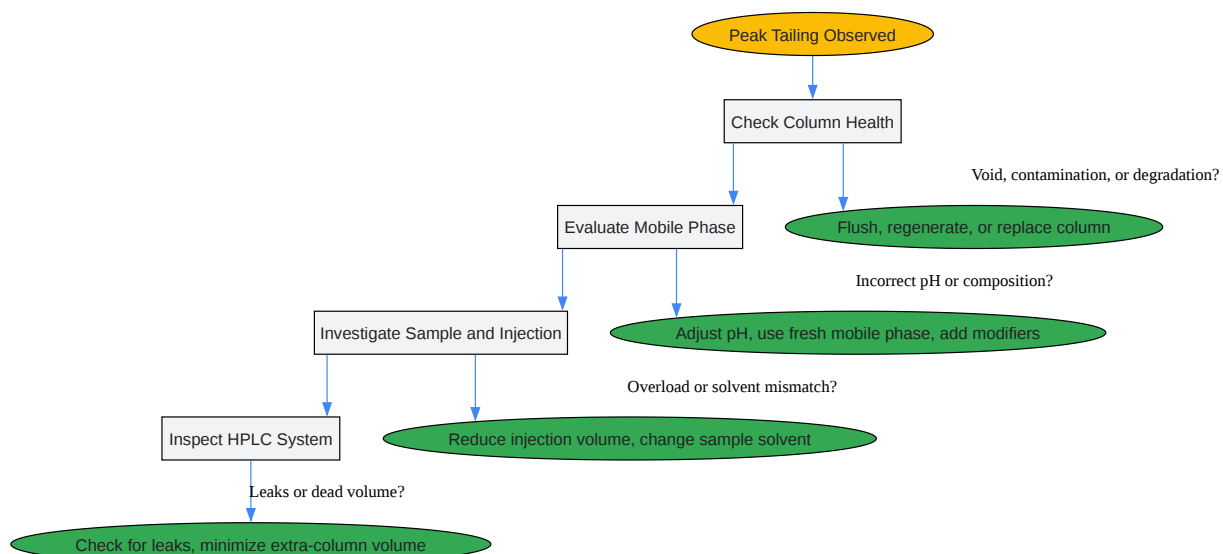 Peak Tailing Observed
Check Column Health
Void, contamination, or degradation?
Evaluate Mobile Phase
Flush, regenerate, or replace column
Incorrect pH or composition?
Investigate Sample and Injection
Adjust pH, use fresh mobile phase, add modifiers
Overload or solvent mismatch?
Inspect HPLC System
Reduce injection volume, change sample solvent
Leaks or dead volume?
Check for leaks, minimize extra-column volume